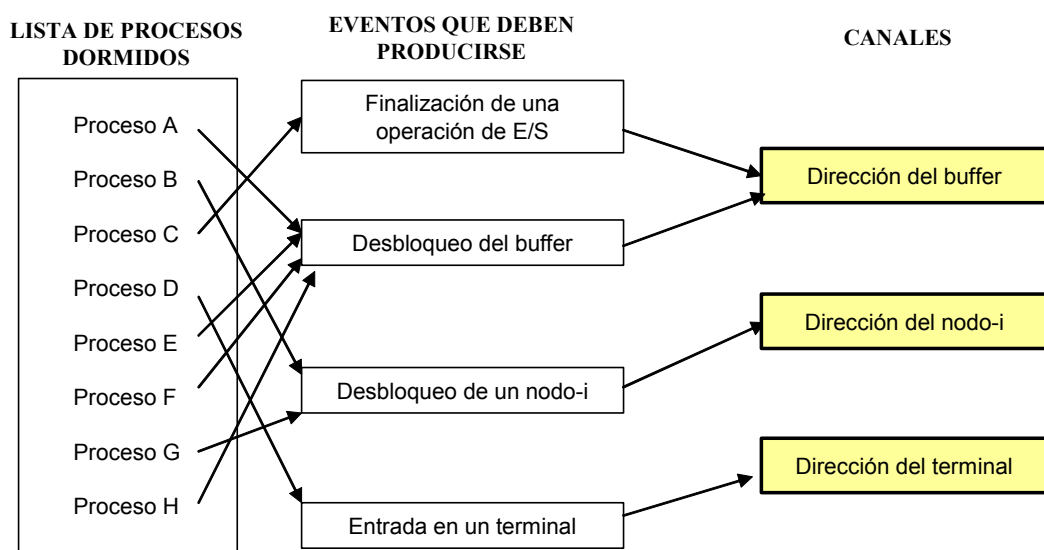 LISTA DE PROCESOS
DORMIDOS
EVENTOS QUE DEBEN
PRODUCIRSE
CANALES
Proceso A
Proceso B
Proceso C
Proceso D
Proceso E
Proceso F
Proceso G
Proceso H
Finalización de una
operación de E/S
Desbloqueo del buffer
Desbloqueo de un nodo-i
Entrada en un terminal
Dirección del buffer
Dirección del nodo-i
Dirección del terminal